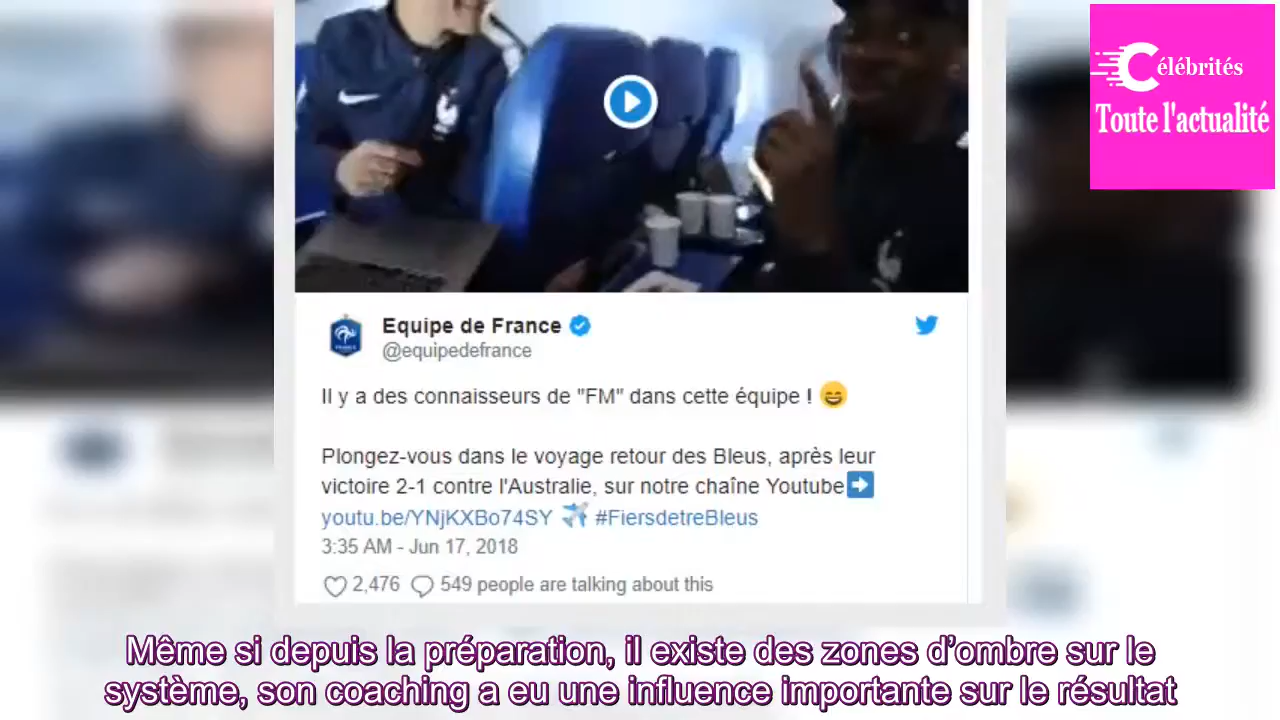 Célébrités
Toute l'actualité
Equipe de France
@equipedefrance
Il y a des connaisseurs de "FM" dans cette équipe ! 😄
Plongez-vous dans le voyage retour des Bleus, après leur
victoire 2-1 contre l'Australie, sur notre chaîne Youtube➡
youtu.be/YNjKXBo74SY ✈ #FiersdetreBleus
3:35 AM - Jun 17, 2018
2,476 549 people are talking about this
Même si depuis la préparation, il existe des zones d’ombre sur le
système, son coaching a eu une influence importante sur le résultat